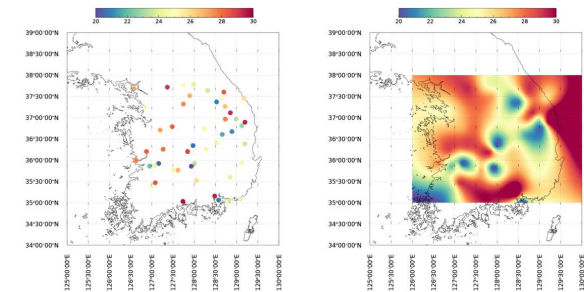 20 22 24 26 28 30
39°00'00"N
38°30'00"N
38°00'00"N
37°30'00"N
37°00'00"N
36°30'00"N
36°00'00"N
35°30'00"N
35°00'00"N
34°30'00"N
34°00'00"N
125°00'00"E
125°30'00"E
126°00'00"E
126°30'00"E
127°00'00"E
127°30'00"E
128°00'00"E
128°30'00"E
129°00'00"E
129°30'00"E
130°00'00"E
20 22 24 26 28 30
39°00'00"N
38°30'00"N
38°00'00"N
37°30'00"N
37°00'00"N
36°30'00"N
36°00'00"N
35°30'00"N
35°00'00"N
34°30'00"N
34°00'00"N
125°00'00"E
125°30'00"E
126°00'00"E
126°30'00"E
127°00'00"E
127°30'00"E
128°00'00"E
128°30'00"E
129°00'00"E
129°30'00"E
130°00'00"E